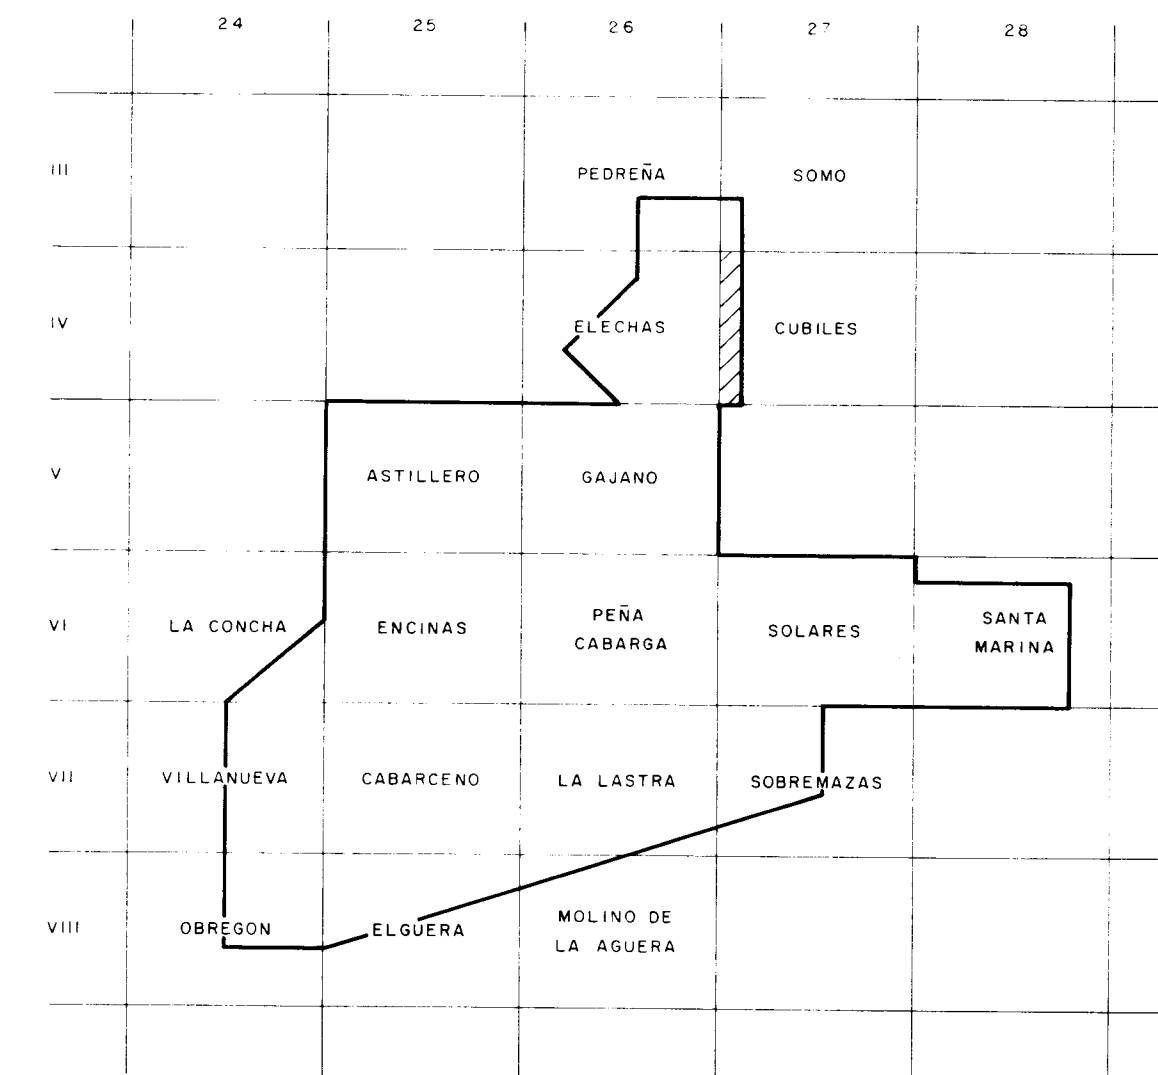 24 25 26 27 28
III PEDREÑA SOMO
IV ELECHAS CUBILES
V ASTILLERO GAJANO
VI LA CONCHA ENCINAS PEÑA CABARGA SOLARES SANTA MARINA
VII VILLANUEVA CABARCENO LA LASTRA SOBREMAZAS
VIII OBREGON ELGUERA MOLINO DE LA AGUERA